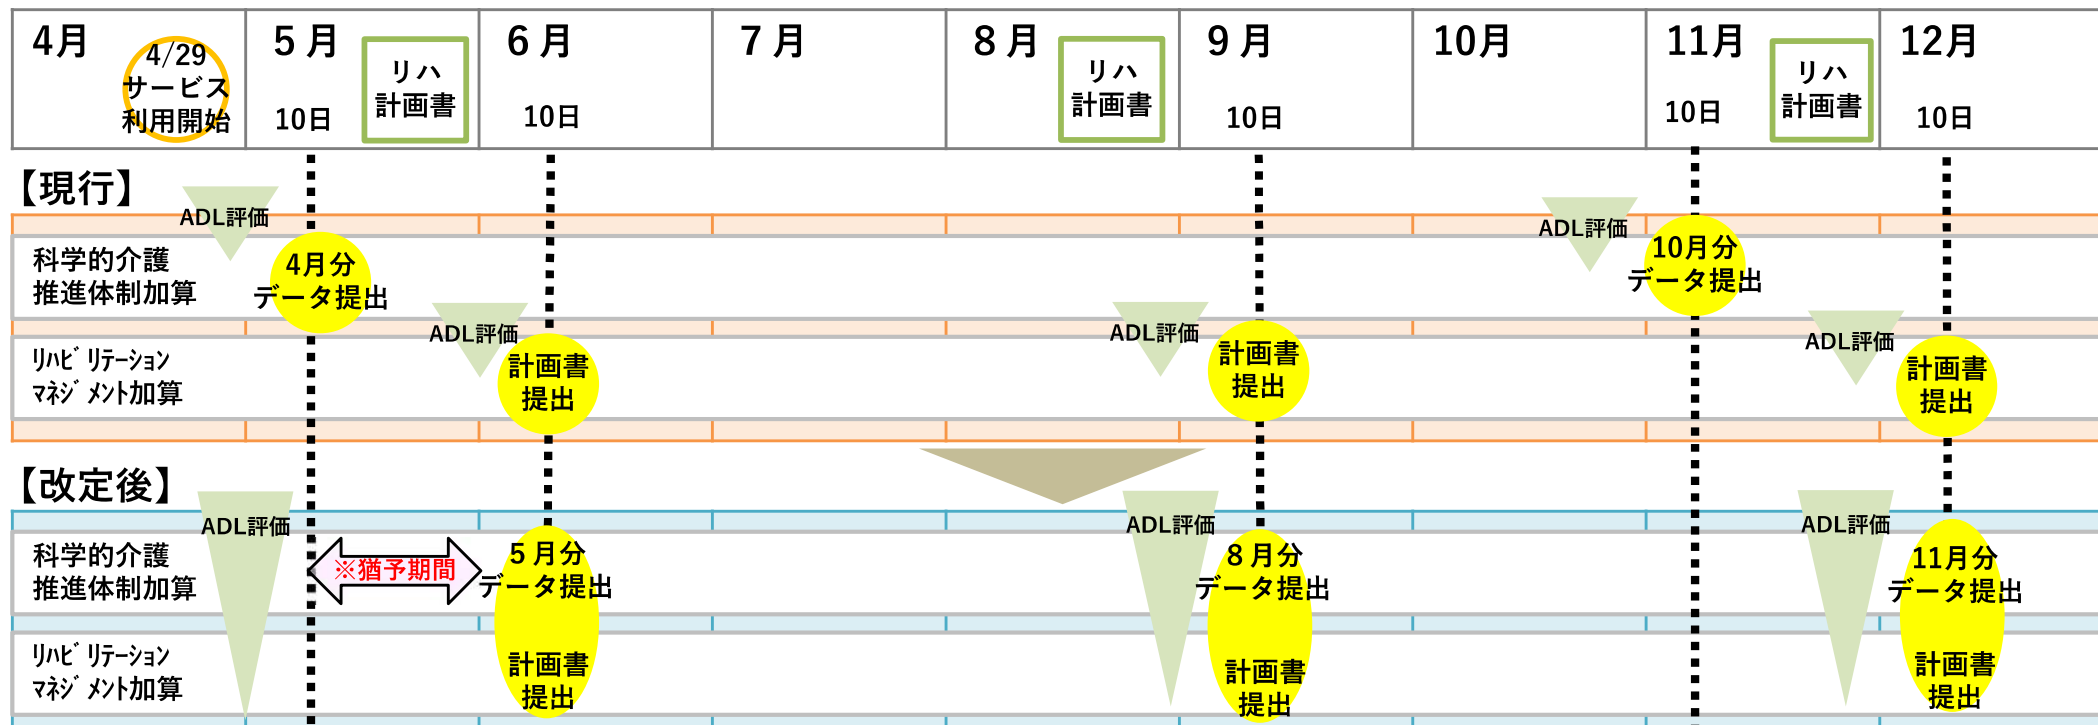 4月
4/29
サービス
利用開始
5月
10日
リハ
計画書
6月
10日
7月
8月
リハ
計画書
9月
10日
10月
11月
10日
リハ
計画書
12月
10日
【現行】
ADL評価
ADL評価
科学的介護
推進体制加算
4月分
データ提出
10月分
データ提出
ADL評価
ADL評価
ADL評価
ﾘﾊﾋﾞﾘﾃｰｼｮﾝ
ﾏﾈｼﾞﾒﾝﾄ加算
計画書
提出
計画書
提出
計画書
提出
【改定後】
ADL評価
ADL評価
ADL評価
科学的介護
推進体制加算
※猶予期間
5月分
データ提出
8月分
データ提出
11月分
データ提出
ﾘﾊﾋﾞﾘﾃｰｼｮﾝ
ﾏﾈｼﾞﾒﾝﾄ加算
計画書
提出
計画書
提出
計画書
提出